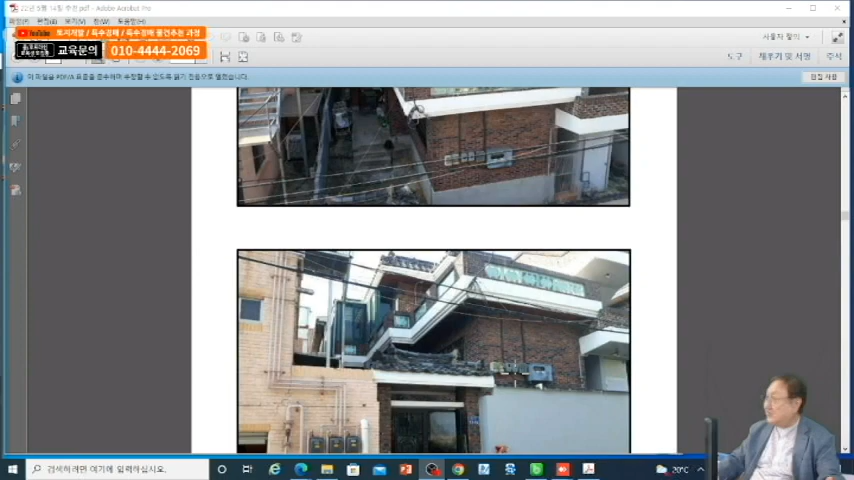 22년 5월 14일 추천.pdf - Adobe Acrobat Pro
YouTube 토지개발 / 특수경매 / 특수경매 물건추천 과정
교육문의 010-4444-2069
사용자 정의
도구 채우기 및 서명 주석
이 파일은 PDF/A 표준을 준수하며 수정할 수 없도록 읽기 전용으로 열렸습니다.
편집 사용
검색하려면 여기에 입력하십시오.
20°C